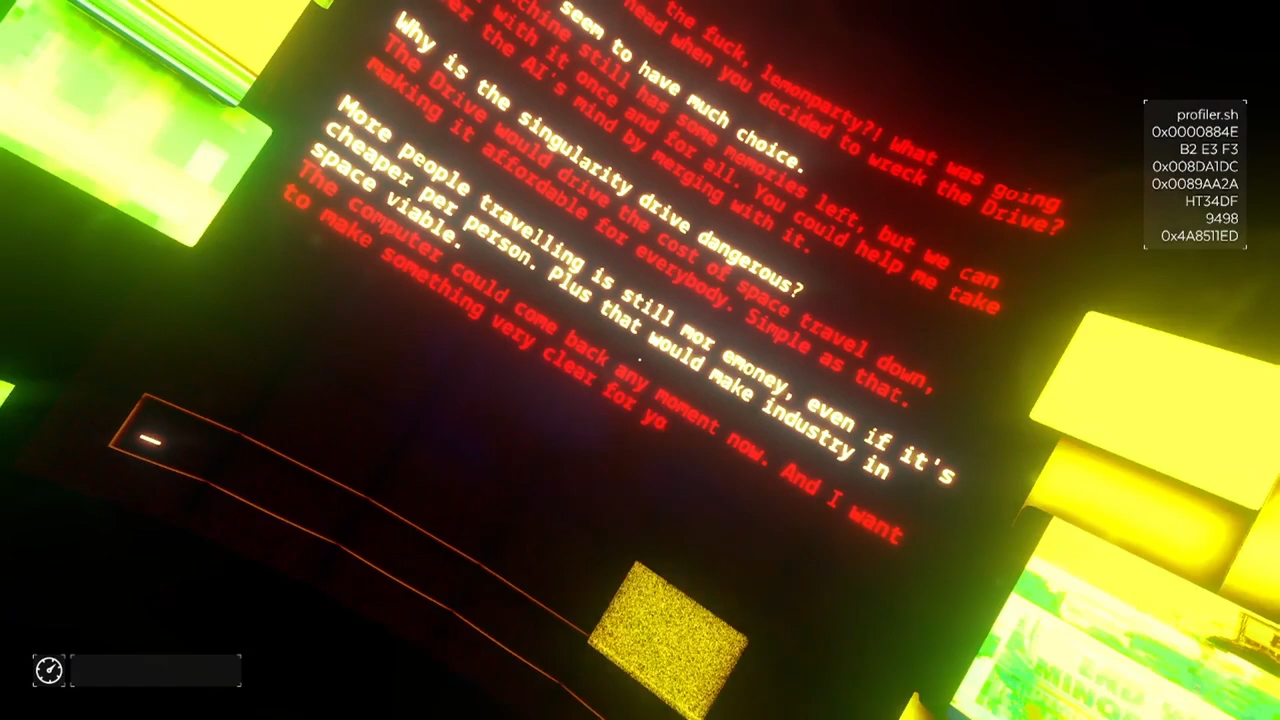 the fuck, lemonparty?! What was going
head when you decided to wreck the Drive?
seem to have much choice.
machine still has some memories left, but we can
with it once and for all. You could help me take
the AI's mind by merging with it.
Why is the singularity drive dangerous?
The Drive would drive the cost of space travel down,
making it affordable for everybody. Simple as that.
More people travelling is still mor emoney, even if it's
cheaper per person. Plus that would make industry in
space viable.
The computer could come back any moment now. And I want
to make something very clear for yo
profiler.sh
0x0000884E
B2 E3 F3
0x008DA1DC
0x0089AA2A
HT34DF
9498
0x4A8511ED